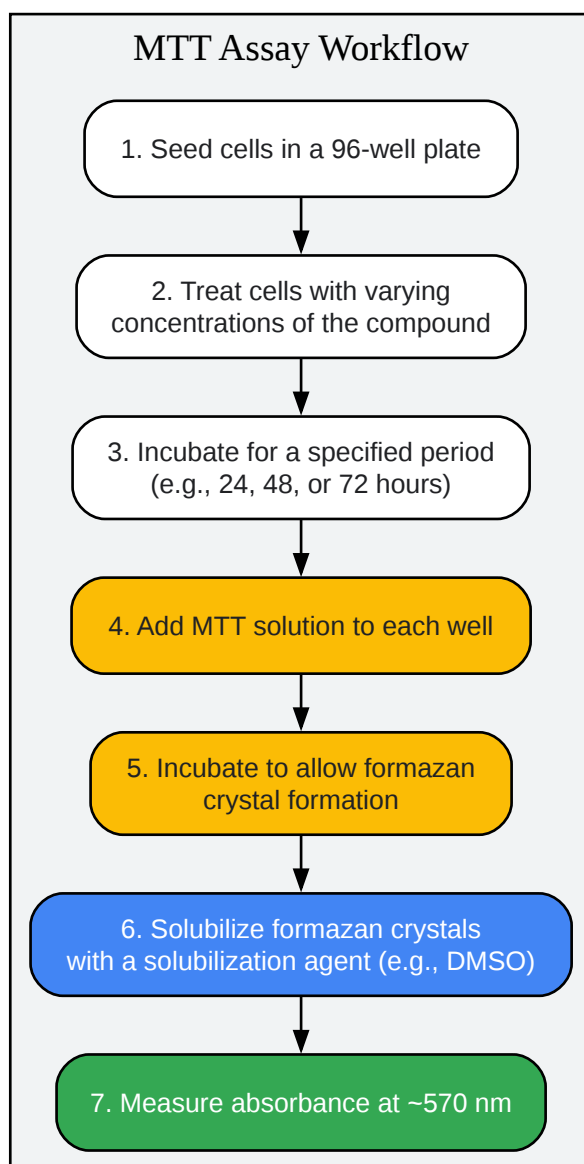 MTT Assay Workflow
1. Seed cells in a 96-well plate
2. Treat cells with varying
concentrations of the compound
3. Incubate for a specified period
(e.g., 24, 48, or 72 hours)
4. Add MTT solution to each well
5. Incubate to allow formazan
crystal formation
6. Solubilize formazan crystals
with a solubilization agent (e.g., DMSO)
7. Measure absorbance at ~570 nm